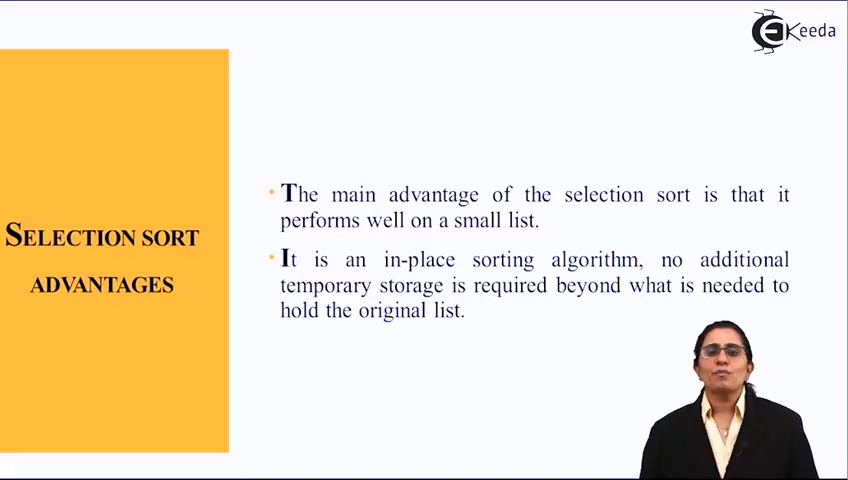 Keeda
SELECTION SORT
ADVANTAGES
The main advantage of the selection sort is that it
performs well on a small list.
It is an in-place sorting algorithm, no additional
temporary storage is required beyond what is needed to
hold the original list.